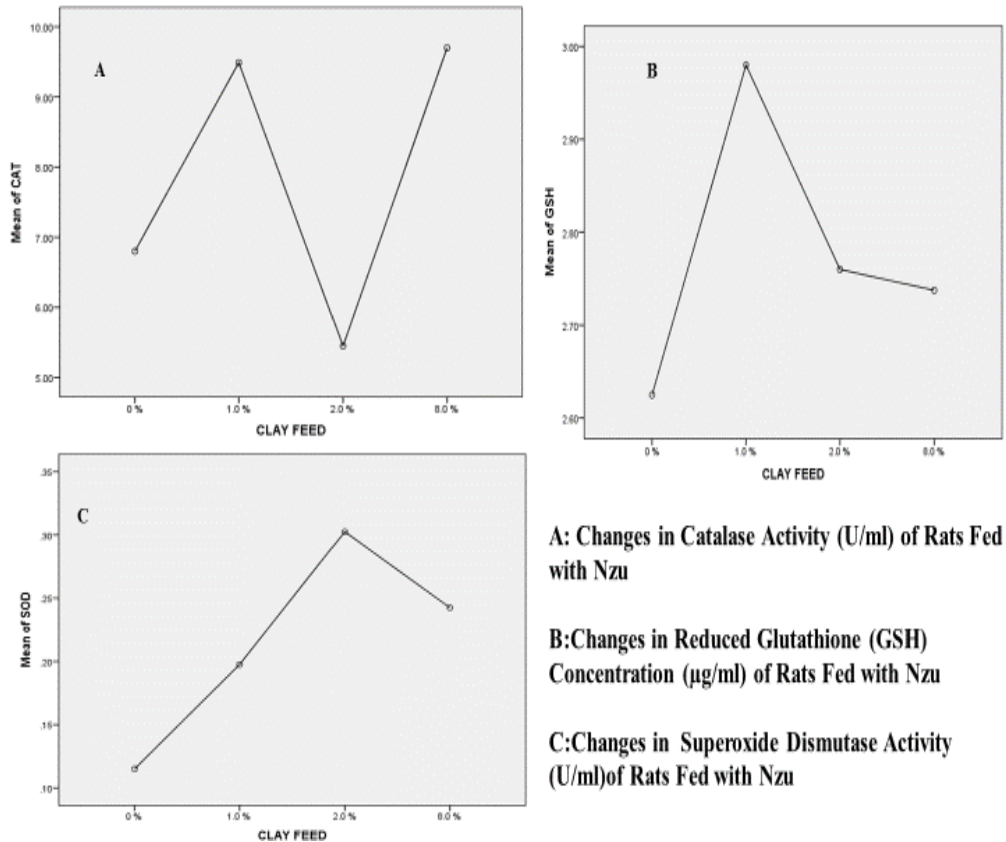 A
Mean of CAT
10.00
9.00
8.00
7.00
6.00
5.00
0 %
1.0 %
2.0 %
8.0 %
CLAY FEED
B
Mean of GSH
3.00
2.90
2.80
2.70
2.60
0 %
1.0 %
2.0 %
8.0 %
CLAY FEED
C
Mean of SOD
.35
.30
.25
.20
.15
.10
0 %
1.0 %
2.0 %
8.0 %
CLAY FEED
A: Changes in Catalase Activity (U/ml) of Rats Fed
with Nzu
B:Changes in Reduced Glutathione (GSH)
Concentration (µg/ml) of Rats Fed with Nzu
C:Changes in Superoxide Dismutase Activity
(U/ml)of Rats Fed with Nzu